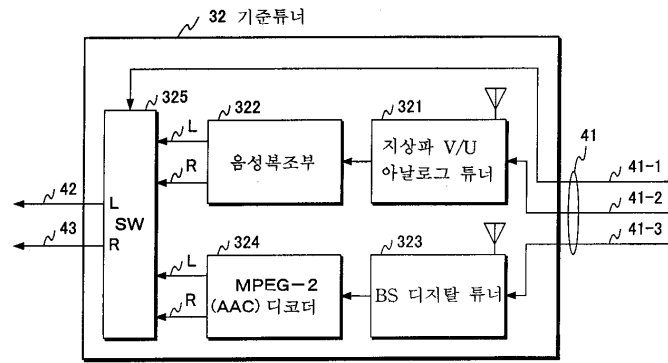 32 기준튜너
325
322
321
L
R
음성복조부
지상파 V/U
아날로그 튜너
41
41-1
41-2
41-3
42
43
L
SW
R
324
323
L
R
MPEG-2
(AAC) 디코더
BS 디지탈 튜너